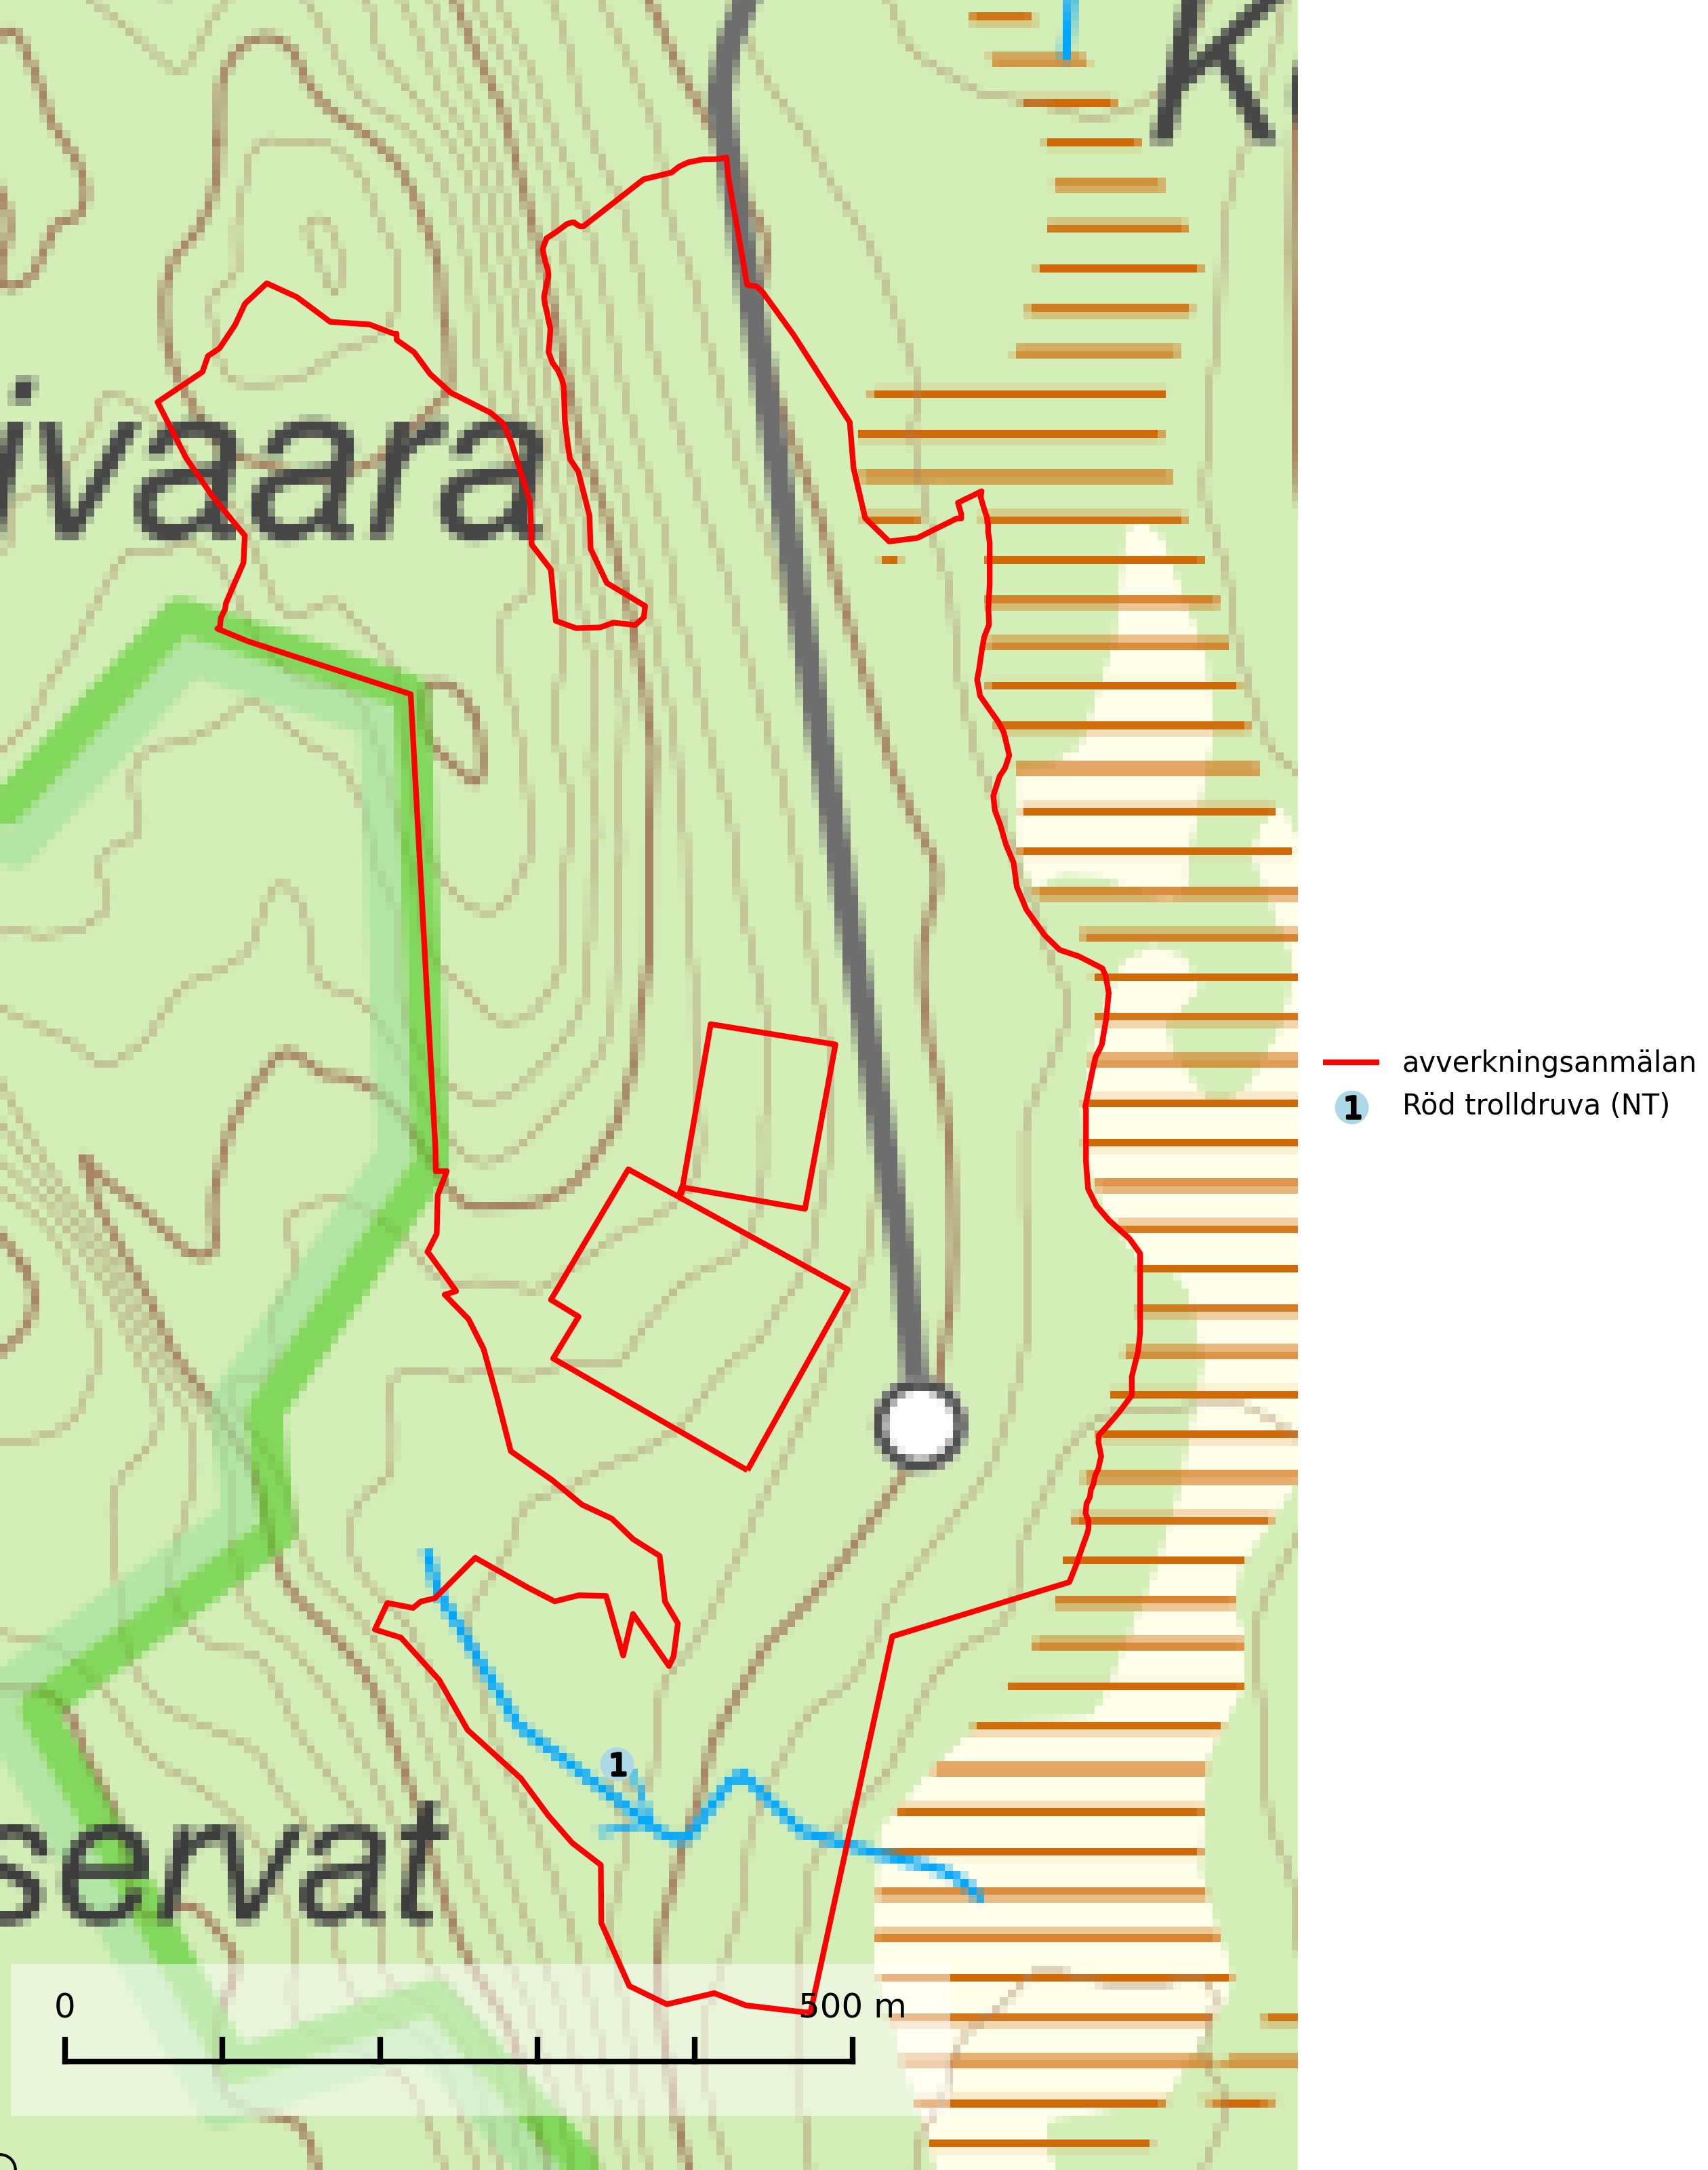 K
ivaara
avverkningsanmälan
1 Röd trolldruva (NT)
1
servat
0 500 m